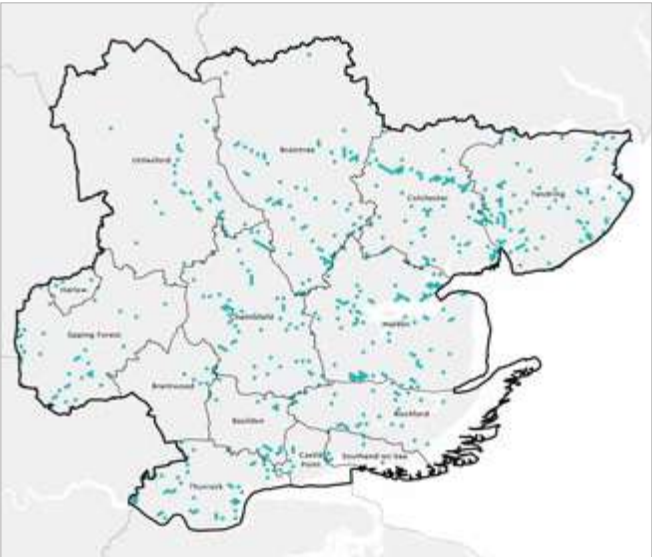 Uttlesford
Braintree
Colchester
Tendring
Harlow
Epping Forest
Chelmsford
Maldon
Brentwood
Basildon
Rochford
Castle
Point
Southend-on-Sea
Thurrock